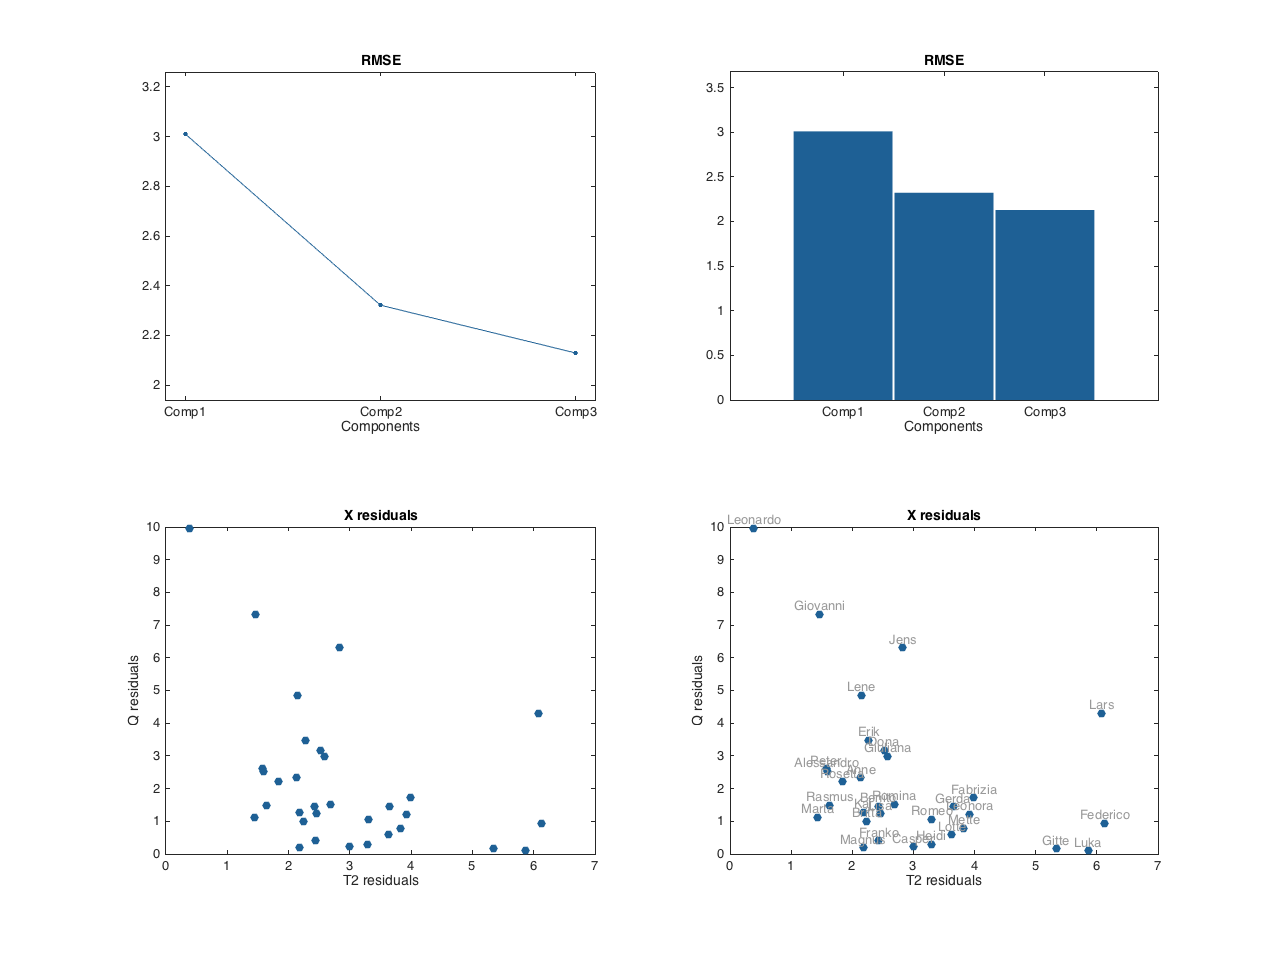 RMSE
3.2
3
2.8
2.6
2.4
2.2
2
Comp1 Comp2 Comp3
Components
RMSE
3.5
3
2.5
2
1.5
1
0.5
0
Comp1 Comp2 Comp3
Components
X residuals
10
9
8
7
6
5
4
3
2
1
0
0 1 2 3 4 5 6 7
T2 residuals
Q residuals
X residuals
10
9
8
7
6
5
4
3
2
1
0
0 1 2 3 4 5 6 7
T2 residuals
Q residuals
Leonardo
Giovanni
Jens
Lene
Lars
Erik
Giuliana
Peter
Alessandro
Anne
Fabrizia
Rasmus
Romina
Gerda
Marta
Romeo
Federico
Mette
Franko
Heidi
Magnus
Gitte
Luka